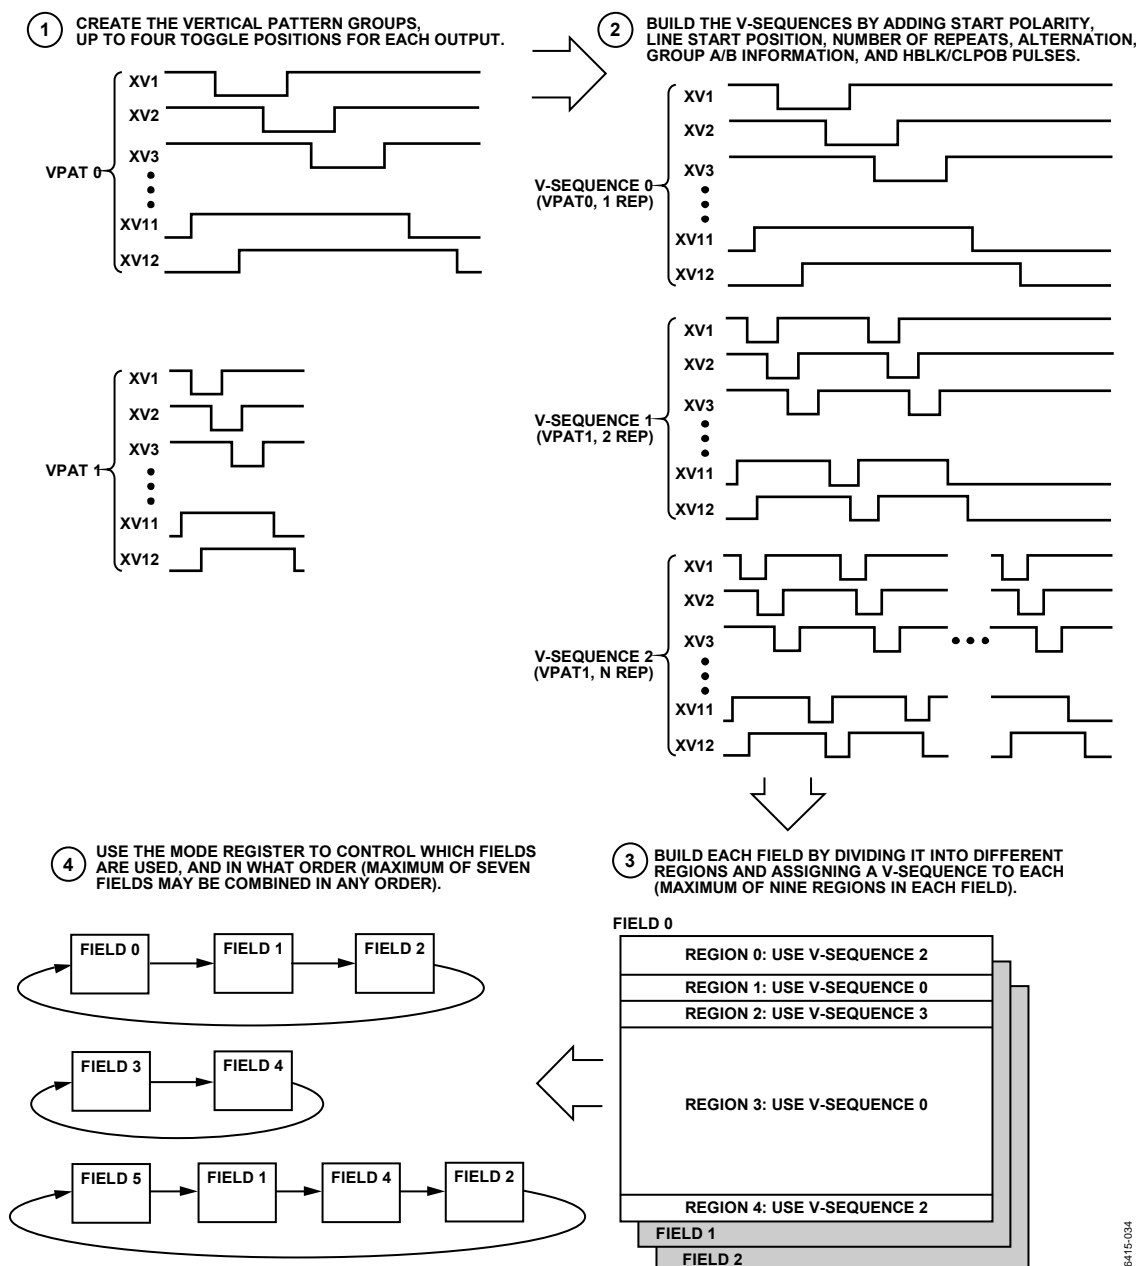 1
CREATE THE VERTICAL PATTERN GROUPS,
UP TO FOUR TOGGLE POSITIONS FOR EACH OUTPUT.
XV1
XV2
XV3
VPAT 0
XV11
XV12
XV1
XV2
XV3
VPAT 1
XV11
XV12
2
BUILD THE V-SEQUENCES BY ADDING START POLARITY,
LINE START POSITION, NUMBER OF REPEATS, ALTERNATION,
GROUP A/B INFORMATION, AND HBLK/CLPOB PULSES.
XV1
XV2
XV3
V-SEQUENCE 0
(VPAT0, 1 REP)
XV11
XV12
XV1
XV2
XV3
V-SEQUENCE 1
(VPAT1, 2 REP)
XV11
XV12
XV1
XV2
XV3
V-SEQUENCE 2
(VPAT1, N REP)
XV11
XV12
3
BUILD EACH FIELD BY DIVIDING IT INTO DIFFERENT
REGIONS AND ASSIGNING A V-SEQUENCE TO EACH
(MAXIMUM OF NINE REGIONS IN EACH FIELD).
FIELD 0
REGION 0: USE V-SEQUENCE 2
REGION 1: USE V-SEQUENCE 0
REGION 2: USE V-SEQUENCE 3
REGION 3: USE V-SEQUENCE 0
REGION 4: USE V-SEQUENCE 2
FIELD 1
FIELD 2
4
USE THE MODE REGISTER TO CONTROL WHICH FIELDS
ARE USED, AND IN WHAT ORDER (MAXIMUM OF SEVEN
FIELDS MAY BE COMBINED IN ANY ORDER).
FIELD 0
FIELD 1
FIELD 2
FIELD 3
FIELD 4
FIELD 5
FIELD 1
FIELD 4
FIELD 2
6415-034